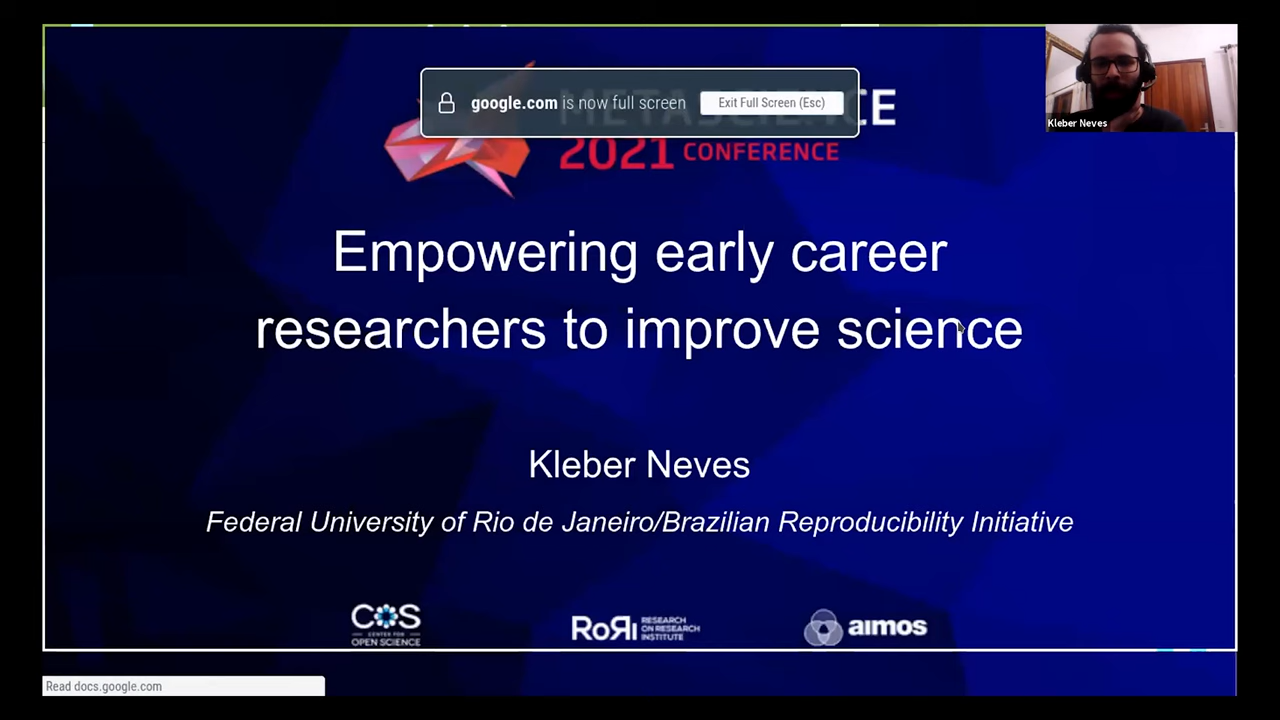 google.com is now full screen
Exit Full Screen (Esc)
METASCIENCE
2021 CONFERENCE
Kleber Neves
Empowering early career
researchers to improve science
Kleber Neves
Federal University of Rio de Janeiro/Brazilian Reproducibility Initiative
COS
CENTER FOR
OPEN SCIENCE
RoRI
RESEARCH
ON RESEARCH
INSTITUTE
aimos
Read docs.google.com